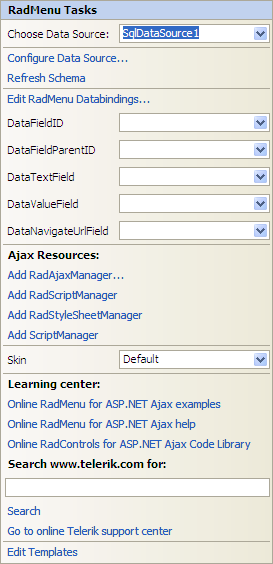 RadMenu Tasks
Choose Data Source: SqlDataSource1
Configure Data Source...
Refresh Schema
Edit RadMenu Databindings...
DataFieldID
DataFieldParentID
DataTextField
DataValueField
DataNavigateUrlField
Ajax Resources:
Add RadAjaxManager...
Add RadScriptManager
Add RadStyleSheetManager
Add ScriptManager
Skin Default
Learning center:
Online RadMenu for ASP.NET Ajax examples
Online RadMenu for ASP.NET Ajax help
Online RadControls for ASP.NET Ajax Code Library
Search www.telerik.com for:
Search
Go to online Telerik support center
Edit Templates